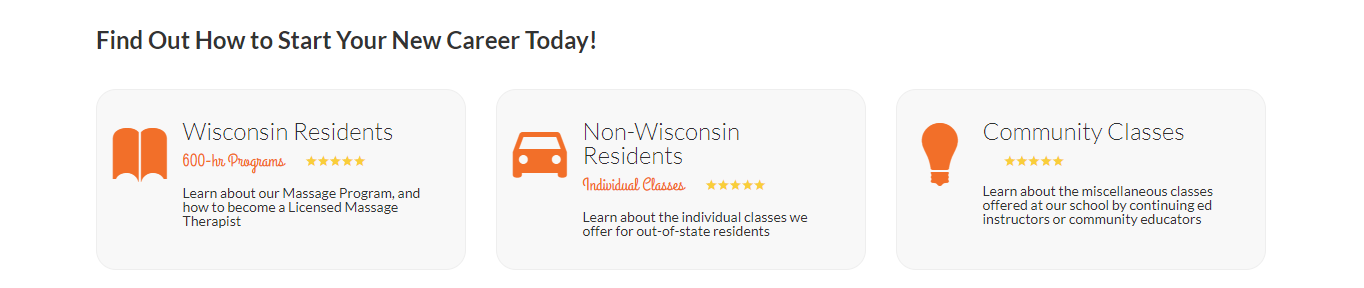 Find Out How to Start Your New Career Today!
Wisconsin Residents
600-hr Programs
Learn about our Massage Program, and
how to become a Licensed Massage
Therapist
Non-Wisconsin
Residents
Individual Classes
Learn about the individual classes we
offer for out-of-state residents
Community Classes
Learn about the miscellaneous classes
offered at our school by continuing ed
instructors or community educators